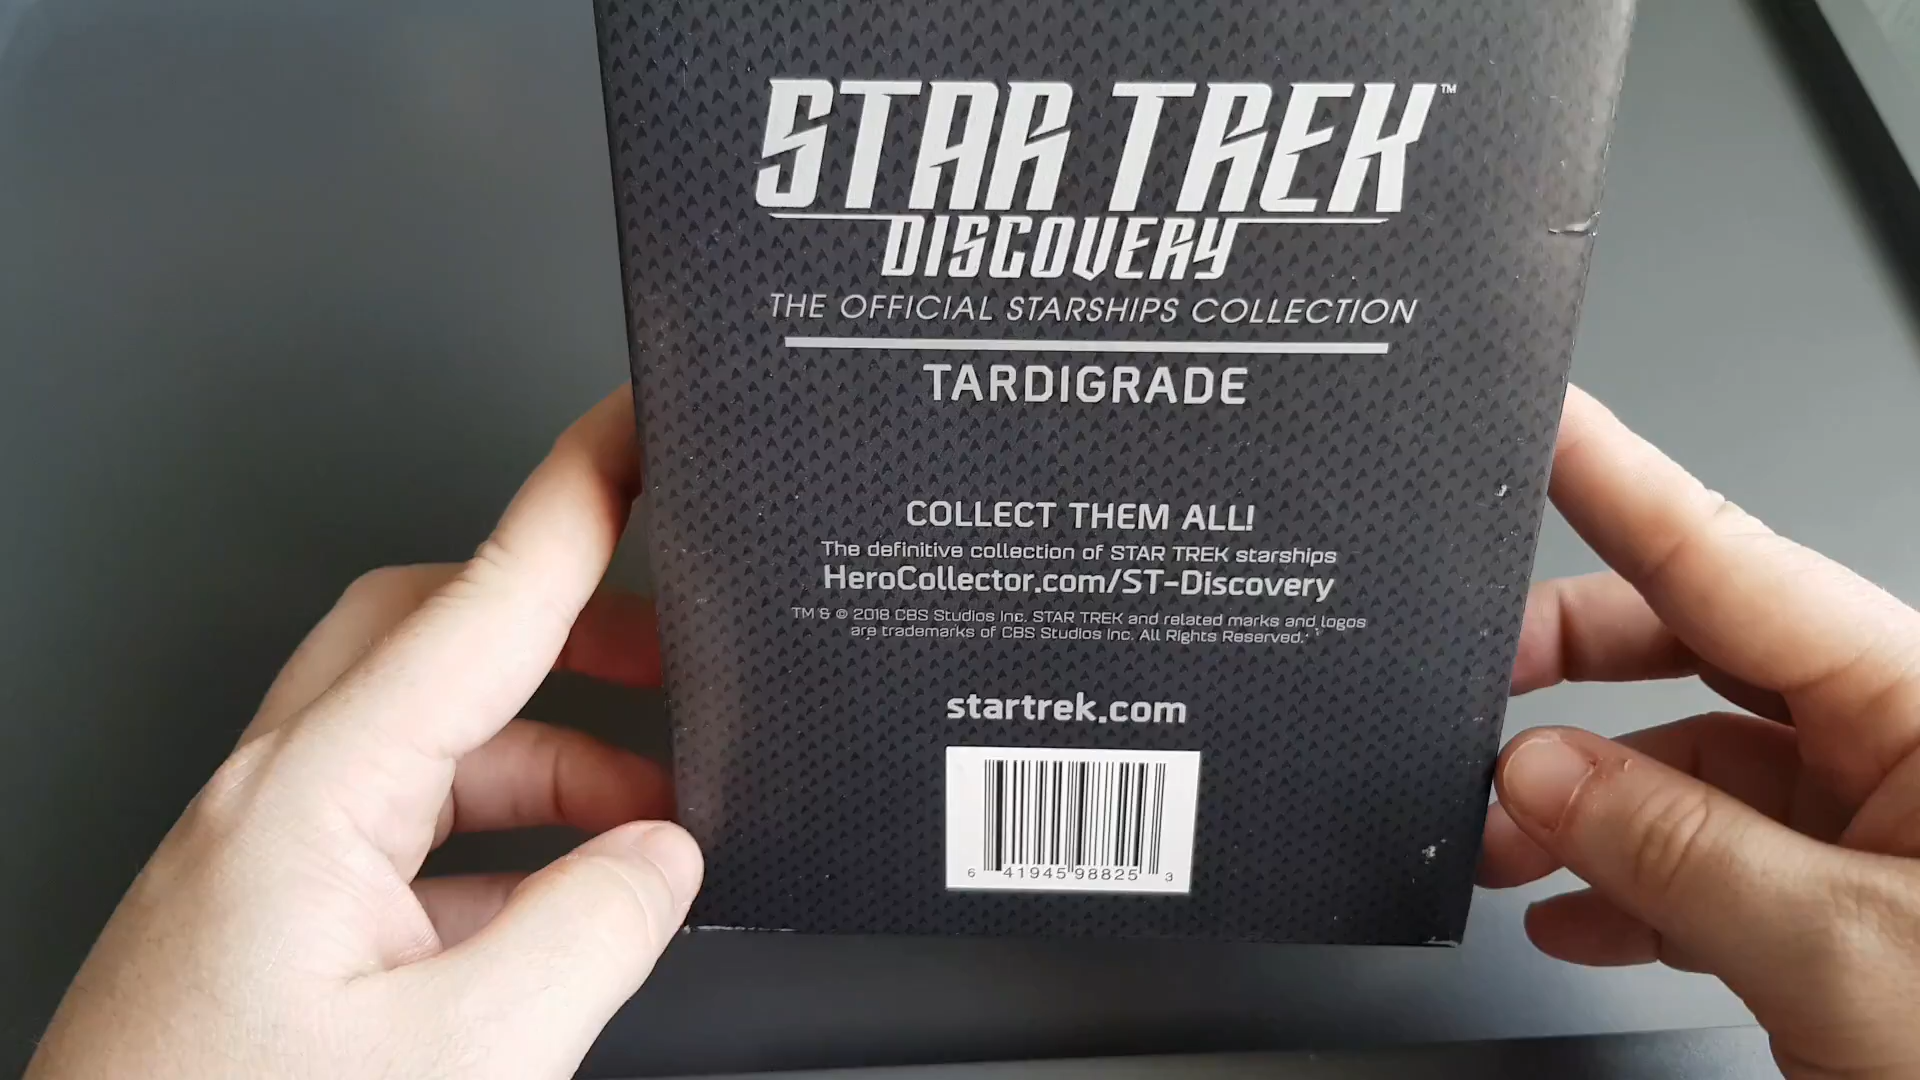 STAR TREK™
DISCOVERY
THE OFFICIAL STARSHIPS COLLECTION
TARDIGRADE
COLLECT THEM ALL!
The definitive collection of STAR TREK starships
HeroCollector.com/ST-Discovery
TM & © 2018 CBS Studios Inc. STAR TREK and related marks and logos
are trademarks of CBS Studios Inc. All Rights Reserved.
startrek.com
6 41945 98825 3